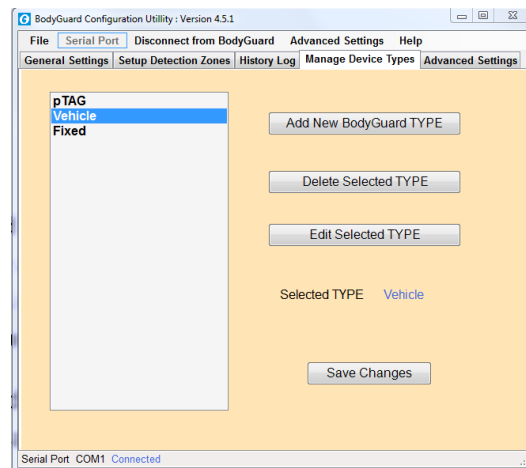 BodyGuard Configuration Utillity : Version 4.5.1
File Serial Port Disconnect from BodyGuard Advanced Settings Help
General Settings Setup Detection Zones History Log Manage Device Types Advanced Settings
pTAG
Vehicle
Fixed
Add New BodyGuard TYPE
Delete Selected TYPE
Edit Selected TYPE
Selected TYPE Vehicle
Save Changes
Serial Port COM1 Connected